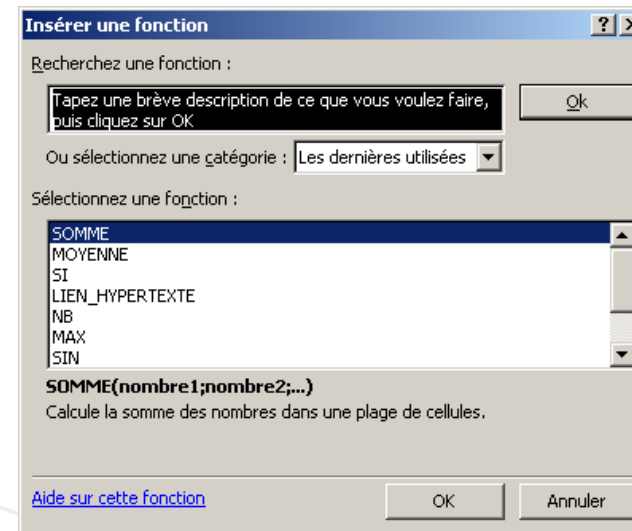 Insérer une fonction
Recherchez une fonction :
Tapez une brève description de ce que vous voulez faire,
puis cliquez sur OK
Ok
Ou sélectionnez une catégorie : Les dernières utilisées
Sélectionnez une fonction :
SOMME
MOYENNE
SI
LIEN_HYPERTEXTE
NB
MAX
SIN
SOMME(nombre1;nombre2;...)
Calcule la somme des nombres dans une plage de cellules.
Aide sur cette fonction
OK
Annuler